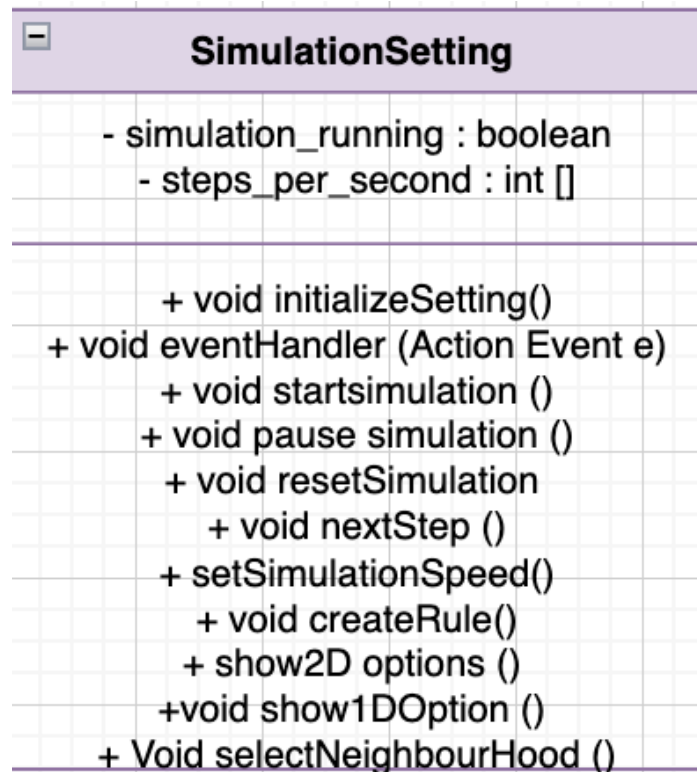 SimulationSetting
- simulation_running : boolean
- steps_per_second : int []
+ void initializeSetting()
+ void eventHandler (Action Event e)
+ void startsimulation ()
+ void pause simulation ()
+ void resetSimulation
+ void nextStep ()
+ setSimulationSpeed()
+ void createRule()
+ show2D options ()
+void show1DOption ()
+ Void selectNeighbourHood ()